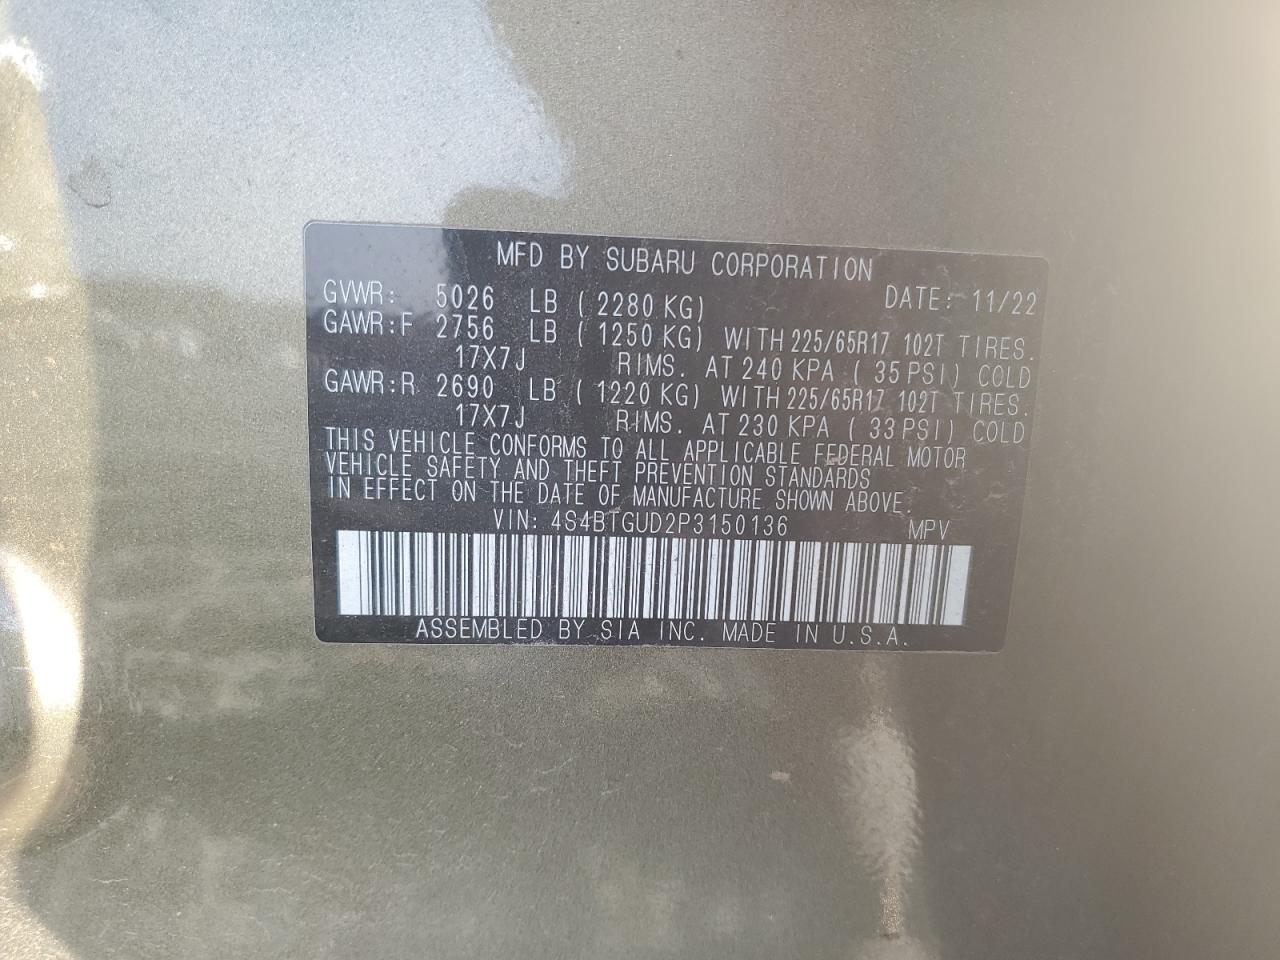 MFD BY SUBARU CORPORATION
GVWR: 5026 LB ( 2280 KG) DATE: 11/22
GAWR:F 2756 LB ( 1250 KG) WITH 225/65R17 102T TIRES.
17X7J RIMS. AT 240 KPA ( 35 PSI) COLD
GAWR:R 2690 LB ( 1220 KG) WITH 225/65R17 102T TIRES.
17X7J RIMS. AT 230 KPA ( 33 PSI) COLD
THIS VEHICLE CONFORMS TO ALL APPLICABLE FEDERAL MOTOR
VEHICLE SAFETY AND THEFT PREVENTION STANDARDS
IN EFFECT ON THE DATE OF MANUFACTURE SHOWN ABOVE.
VIN: 4S4BTGUD2P3150136 MPV
ASSEMBLED BY SIA INC. MADE IN U.S.A.